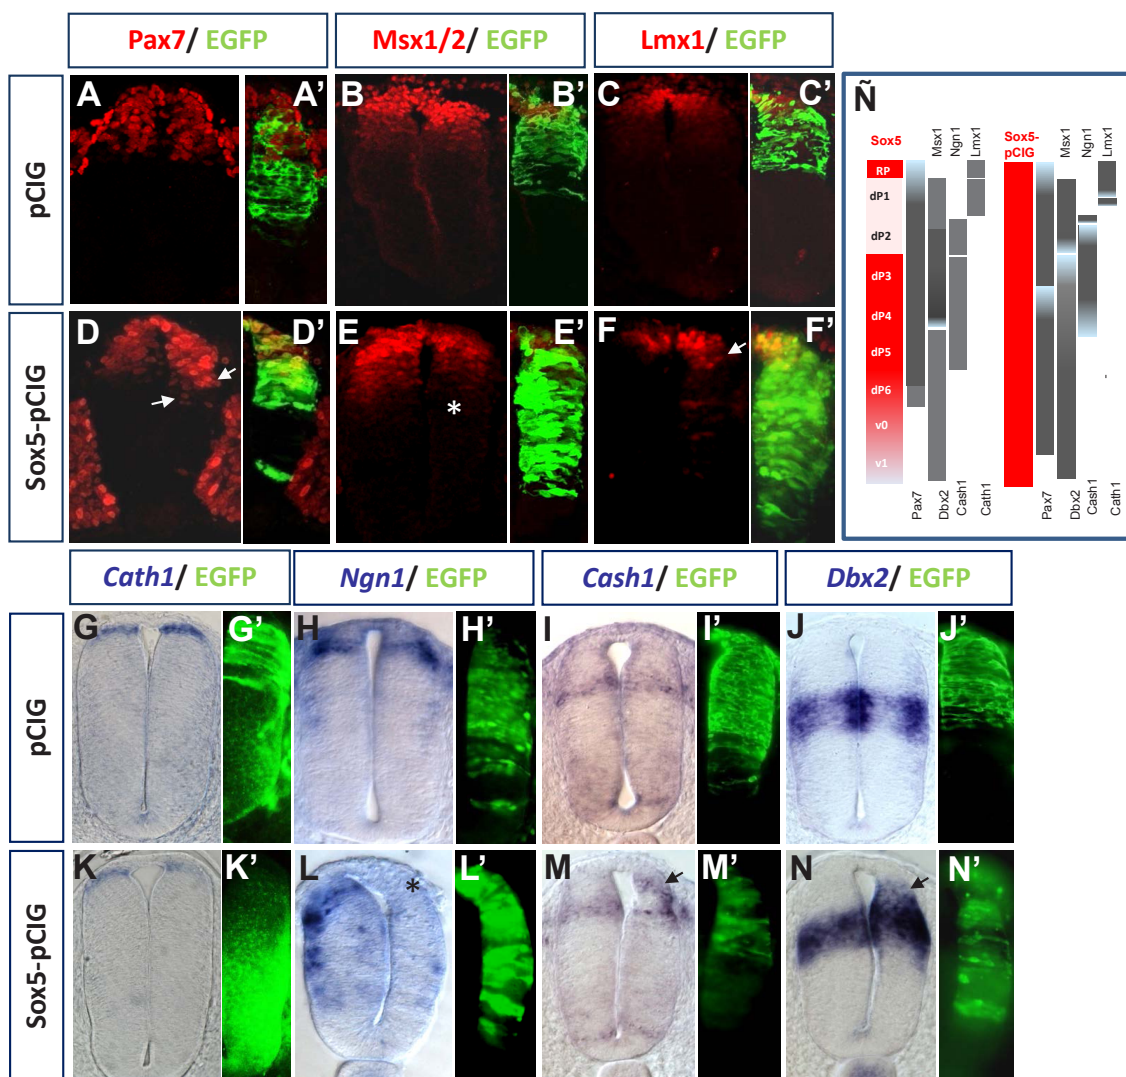 Pax7/ EGFP
Msx1/2/ EGFP
Lmx1/ EGFP
pCIG
A
A’
B
B’
C
C’
Sox5-pCIG
D
D’
E
*
E’
F
F’
Ñ
Sox5
Msx1
Ngn1
Lmx1
Sox5-
pCIG
Msx1
Ngn1
Lmx1
RP
dP1
dP2
dP3
dP4
dP5
dP6
v0
v1
Pax7
Dbx2
Cash1
Cath1
Pax7
Dbx2
Cash1
Cath1
Cath1/ EGFP
Ngn1/ EGFP
Cash1/ EGFP
Dbx2/ EGFP
pCIG
G
G’
H
H’
I
I’
J
J’
Sox5-pCIG
K
K’
L
*
L’
M
M’
N
N’